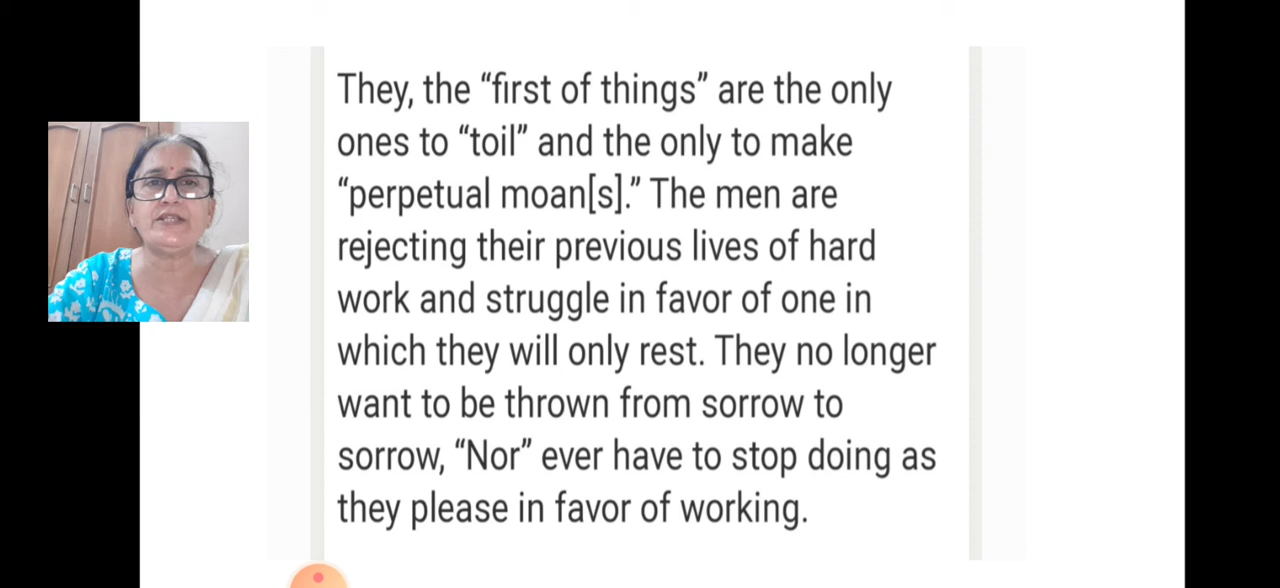 They, the “first of things” are the only
ones to “toil” and the only to make
“perpetual moan[s].” The men are
rejecting their previous lives of hard
work and struggle in favor of one in
which they will only rest. They no longer
want to be thrown from sorrow to
sorrow, “Nor” ever have to stop doing as
they please in favor of working.